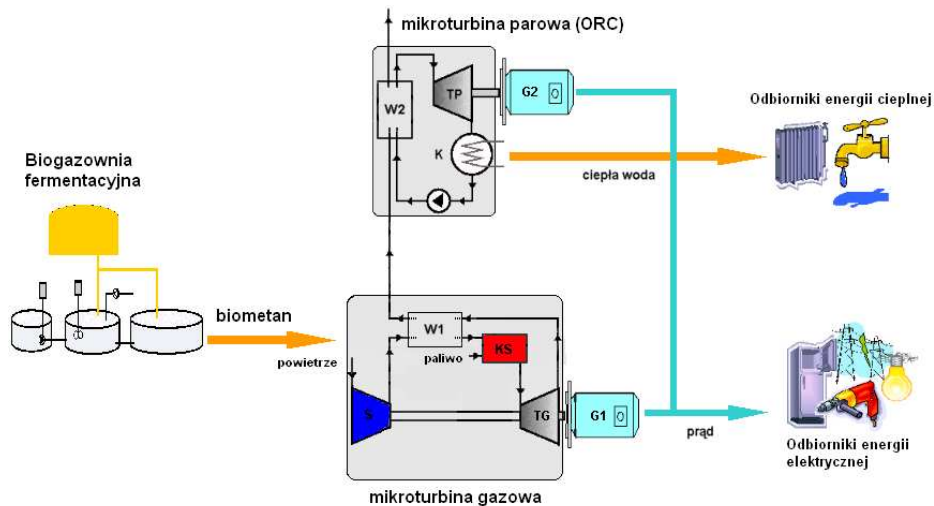 mikroturbina parowa (ORC)
W2
TP
G2
K
Odbiorniki energii cieplnej
ciepła woda
Biogazownia
fermentacyjna
biometan
powietrze
W1
paliwo
KS
S
TG
G1
prąd
Odbiorniki energii
elektrycznej
mikroturbina gazowa